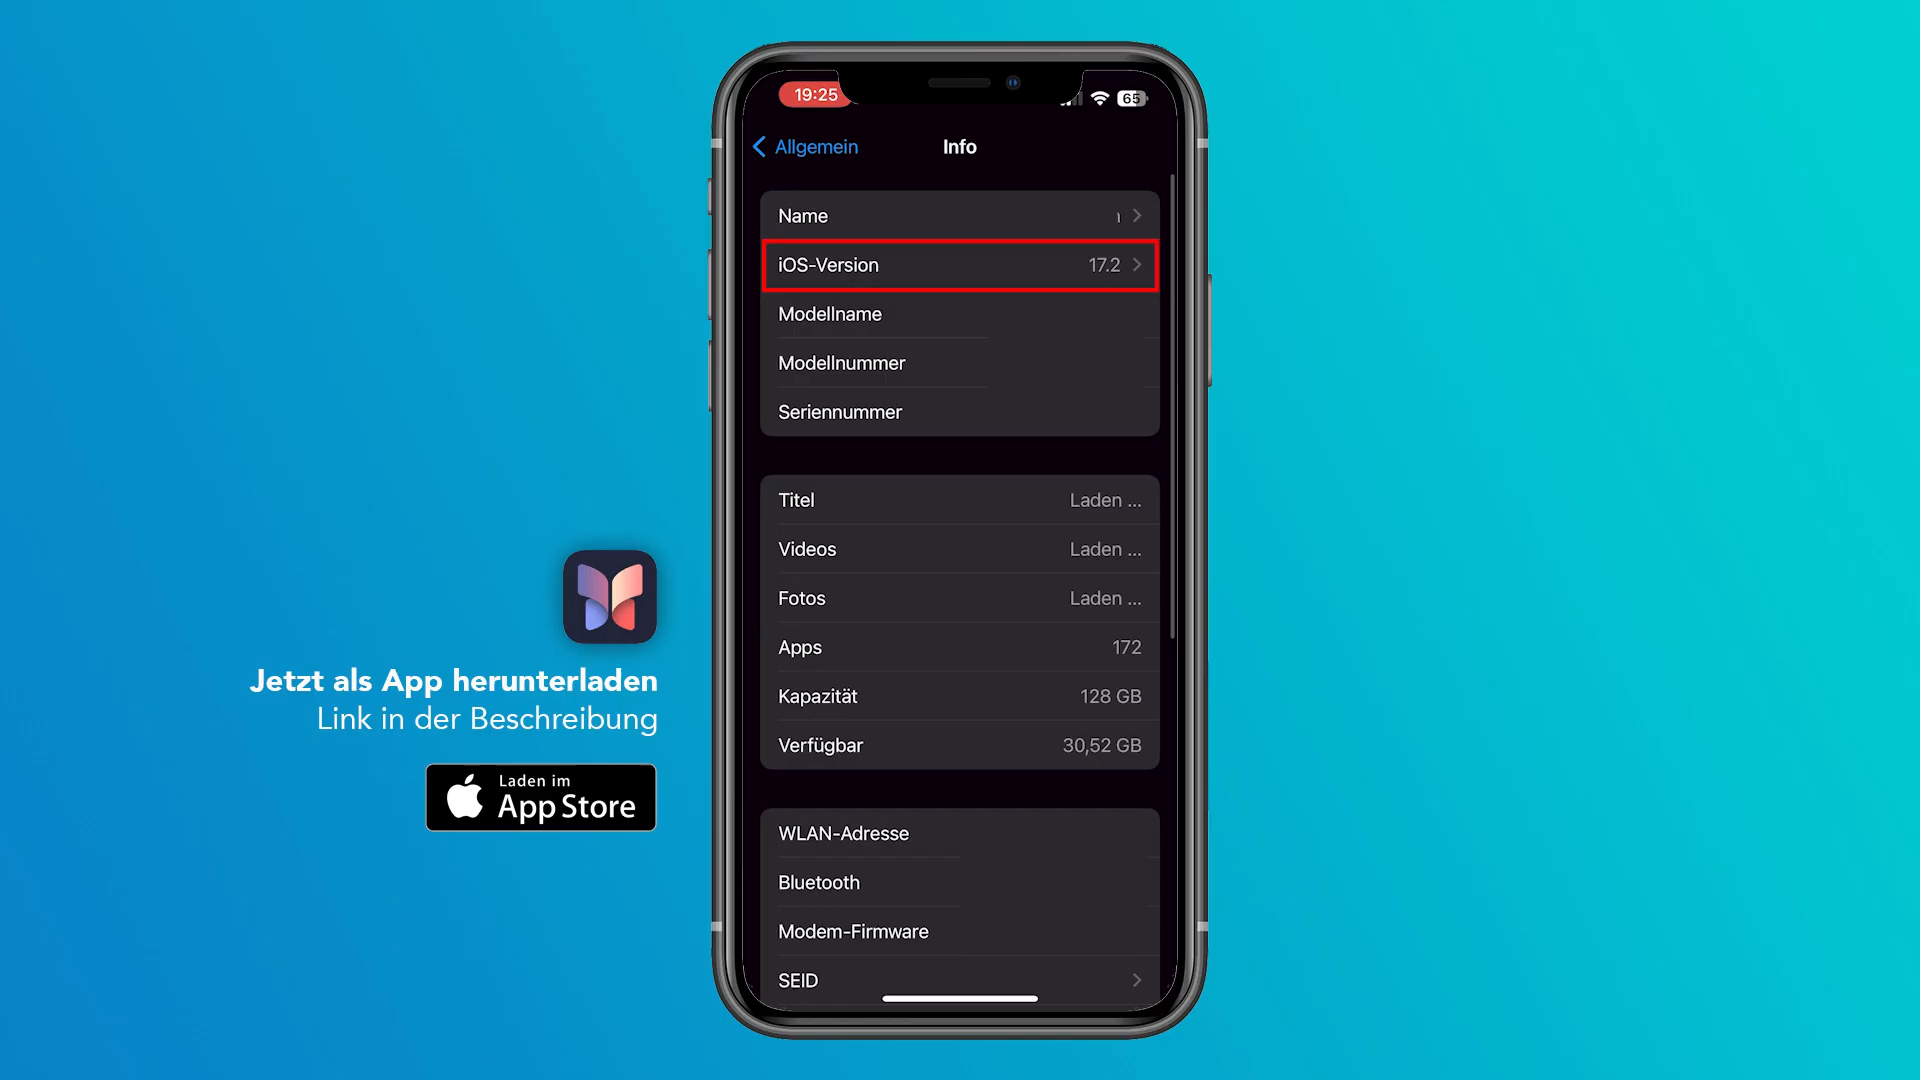 19:25
65
Allgemein
Info
Name
iOS-Version 17.2
Modellname
Modellnummer
Seriennummer
Titel Laden ...
Videos Laden ...
Fotos Laden ...
Apps 172
Kapazität 128 GB
Verfügbar 30,52 GB
WLAN-Adresse
Bluetooth
Modem-Firmware
SEID
Jetzt als App herunterladen
Link in der Beschreibung
Laden im
App Store